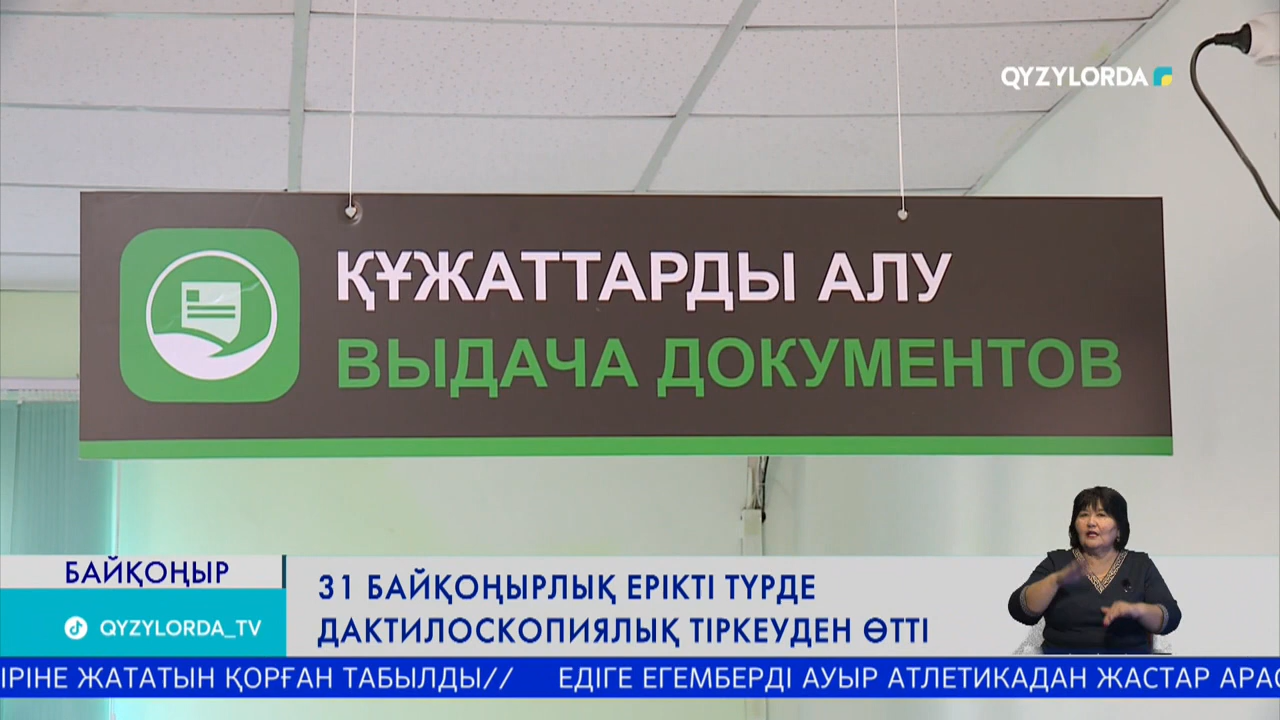 QYZYLORDA
ҚҰЖАТТАРДЫ АЛУ
ВЫДАЧА ДОКУМЕНТОВ
БАЙҚОҢЫР
QYZYLORDA_TV
31 БАЙҚОҢЫРЛЫҚ ЕРІКТІ ТҮРДЕ
ДАКТИЛОСКОПИЯЛЫҚ ТІРКЕУДЕН ӨТТІ
ІРІНЕ ЖАТАТЫН ҚОРҒАН ТАБЫЛДЫ// ЕДІГЕ ЕГЕМБЕРДІ АУЫР АТЛЕТИКАДАН ЖАСТАР АРАС